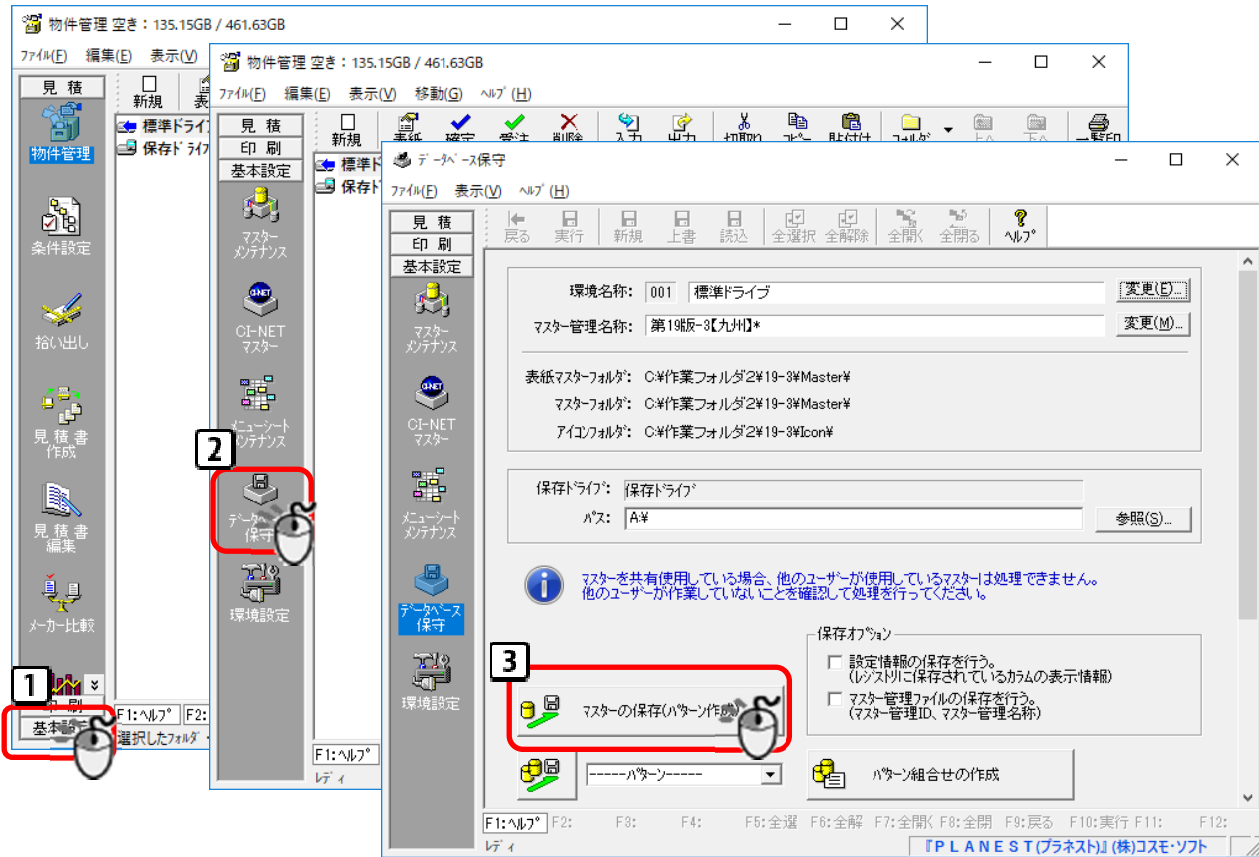 物件管理 空き：135.15GB / 461.63GB
ﾌｧｲﾙ(F) 編集(E) 表示(V)
見 積
新規
物件管理
条件設定
拾い出し
見 積 書
作成
見 積 書
編集
メーカー比較
1
印 刷
基本設定
標準ドライ
保存ﾄﾞﾗｲ
F1:ﾍﾙﾌﾟ F2:
選択したﾌｫﾙﾀﾞ
物件管理 空き：135.15GB / 461.63GB
ﾌｧｲﾙ(F) 編集(E) 表示(V) 移動(G) ﾍﾙﾌﾟ(H)
見 積
印 刷
基本設定
新規 表紙 確定 受注 削除 入力 出力 切取り ｺﾋﾟｰ 貼付け ﾌｫﾙﾀﾞ 上へ 下へ 一覧印
マスター
メンテナンス
CI-NET
マスター
メニューシート
メンテナンス
2
データベース
保守
環境設定
F1:ﾍﾙﾌﾟ
ﾚﾃﾞｨ
ﾃﾞｰﾀﾍﾞｰｽ保守
ﾌｧｲﾙ(F) 表示(V) ﾍﾙﾌﾟ(H)
見 積
印 刷
基本設定
戻る 実行 新規 上書 読込 全選択 全解除 全開く 全閉る ﾍﾙﾌﾟ
マスター
メンテナンス
CI-NET
マスター
メニューシート
メンテナンス
データベース
保守
環境設定
環境名称： 001 標準ドライブ 変更(E)...
マスター管理名称： 第19版-3【九州】* 変更(M)...
表紙マスターフォルダ： C:¥作業フォルダ2¥19-3¥Master¥
マスターフォルダ： C:¥作業フォルダ2¥19-3¥Master¥
アイコンフォルダ： C:¥作業フォルダ2¥19-3¥Icon¥
保存ﾄﾞﾗｲﾌﾞ： 保存ﾄﾞﾗｲﾌﾞ
ﾊﾟｽ： A:¥ 参照(S)...
マスターを共有使用している場合、他のユーザーが使用しているマスターは処理できません。
他のユーザーが作業していないことを確認して処理を行ってください。
3
マスターの保存(パターン作成)
保存ｵﾌﾟｼｮﾝ
設定情報の保存を行う。
(レジストリに保存されているカラムの表示情報)
マスター管理ファイルの保存を行う。
(マスター管理ID、マスター管理名称)
-----ﾊﾟﾀｰﾝ-----
パターン組合せの作成
F1:ﾍﾙﾌﾟ F2: F3: F4: F5:全選 F6:全解 F7:全開く F8:全閉 F9:戻る F10:実行 F11: F12:
ﾚﾃﾞｨ
『ＰＬＡＮＥＳＴ(プラネスト)』 (株)コスモ・ソフト